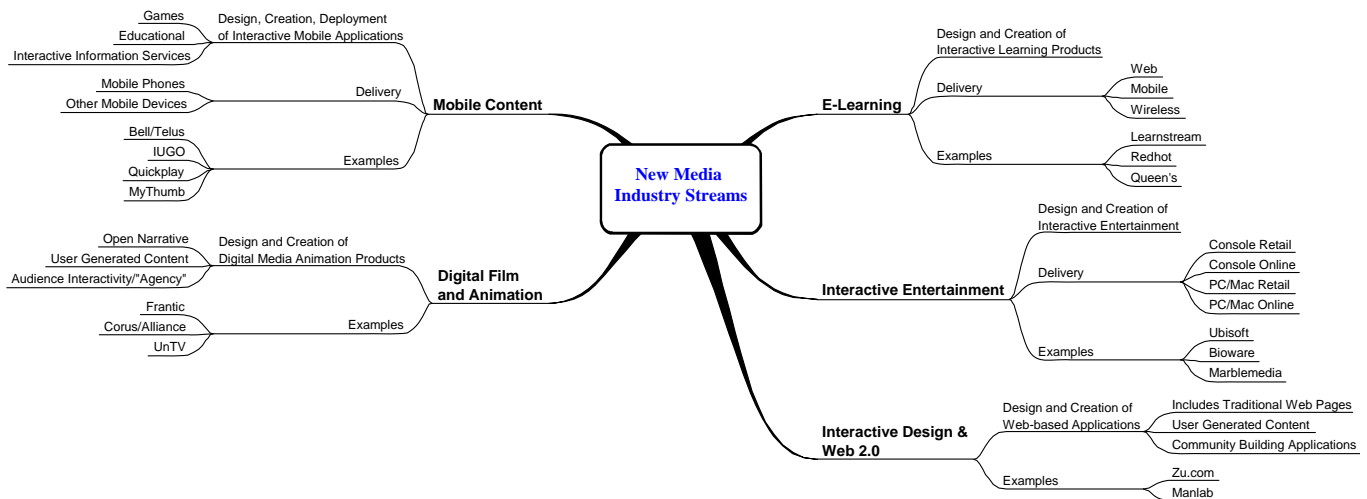 New Media
Industry Streams
Mobile Content
Design, Creation, Deployment
of Interactive Mobile Applications
Games
Educational
Interactive Information Services
Delivery
Mobile Phones
Other Mobile Devices
Examples
Bell/Telus
IUGO
Quickplay
MyThumb
Digital Film
and Animation
Design and Creation of
Digital Media Animation Products
Open Narrative
User Generated Content
Audience Interactivity/"Agency"
Examples
Frantic
Corus/Alliance
UnTV
E-Learning
Design and Creation of
Interactive Learning Products
Delivery
Web
Mobile
Wireless
Examples
Learnstream
Redhot
Queen's
Interactive Entertainment
Design and Creation of
Interactive Entertainment
Delivery
Console Retail
Console Online
PC/Mac Retail
PC/Mac Online
Examples
Ubisoft
Bioware
Marblemedia
Interactive Design &
Web 2.0
Design and Creation of
Web-based Applications
Includes Traditional Web Pages
User Generated Content
Community Building Applications
Examples
Zu.com
Manlab